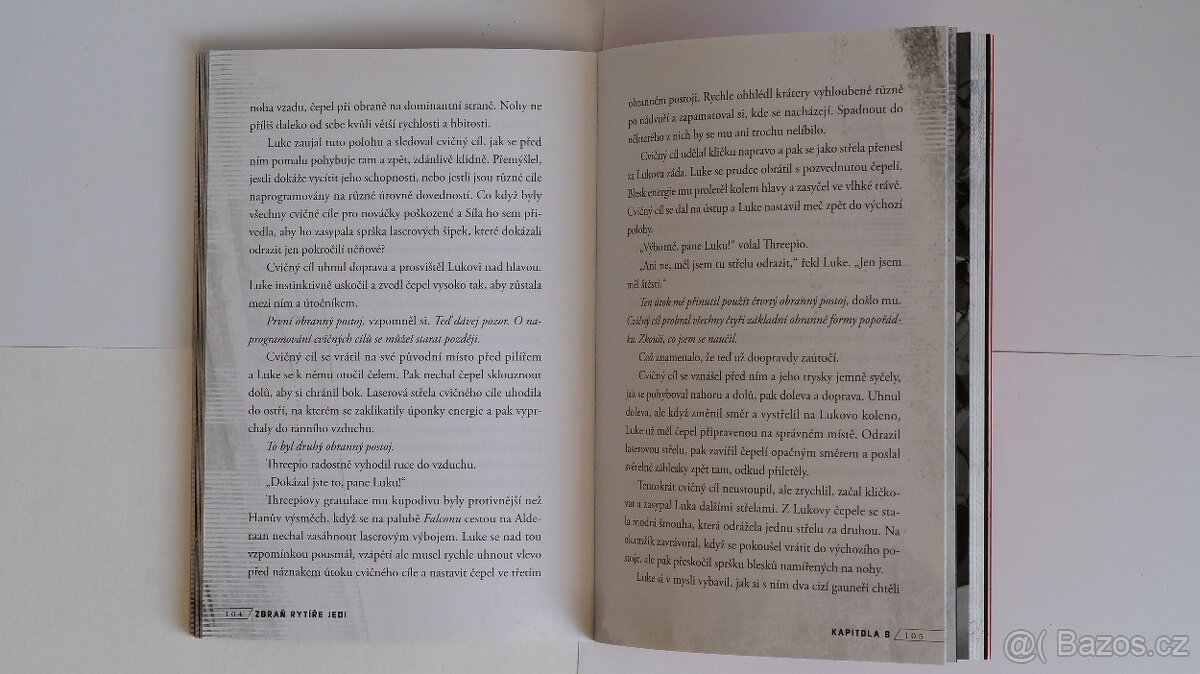 noha vzadu, čepel při obraně na dominantní straně. Nohy ne
příliš daleko od sebe kvůli větší rychlosti a hbitosti.
Luke zaujal tuto polohu a sledoval cvičný cíl, jak se před
ním pomalu pohybuje tam a zpět, zdánlivě klidně. Přemýšlel,
jestli dokáže vycítit jeho schopnosti, nebo jestli jsou různé cíle
naprogramovány na různé úrovně dovedností. Co když byly
všechny cvičné cíle pro nováčky poškozené a Síla ho sem při-
vedla, aby ho zasypala sprška laserových šipek, které dokázali
odrazit jen pokročilí učňové?
Cvičný cíl uhnul doprava a prosvištěl Lukovi nad hlavou.
Luke instinktivně uskočil a zvedl čepel vysoko tak, aby zůstala
mezi ním a útočníkem.
První obranný postoj, vzpomněl si. Teď dávej pozor. O na-
programování cvičných cílů se můžeš starat později.
Cvičný cíl se vrátil na své původní místo před pilířem
a Luke se k němu otočil čelem. Pak nechal čepel sklouznout
dolů, aby si chránil bok. Laserová střela cvičného cíle uhodila
do ostří, na kterém se zaklikatily úponky energie a pak vypr-
chaly do ranního vzduchu.
To byl druhý obranný postoj.
Threepio radostně vyhodil ruce do vzduchu.
„Dokázal jste to, pane Luku!“
Threepiovy gratulace mu kupodivu byly protivnější než
Hanův výsměch, když se na palubě Falconu cestou na Alde-
raan nechal zasáhnout laserovým výbojem. Luke se nad tou
vzpomínkou pousmál, vzápětí ale musel rychle uhnout vlevo
před náznakem útoku cvičného cíle a nastavit čepel ve třetím
104 / ZBRAŇ RYTÍŘE JEDI
obranném postoji. Rychle obhlédl krátery vyhloubené různě
po nádvoří a zapamatoval si, kde se nacházejí. Spadnout do
některého z nich by se mu ani trochu nelíbilo.
Cvičný cíl udělal kličku napravo a pak se jako střela přenesl
za Lukova záda. Luke se prudce obrátil s pozvednutou čepelí.
Blesk energie mu proletěl kolem hlavy a zasyčel ve vlhké trávě.
Cvičný cíl se dal na ústup a Luke nastavil meč zpět do výchozí
polohy.
„Výborně, pane Luku!“ volal Threepio.
„Ani ne, měl jsem tu střelu odrazit,“ řekl Luke. „Jen jsem
měl štěstí.“
Ten útok mě přinutil použít čtvrtý obranný postoj, došlo mu.
Cvičný cíl probral všechny čtyři základní obranné formy popořád-
ku. Zkouší, co jsem se naučil.
Což znamenalo, že teď už doopravdy zaútočí.
Cvičný cíl se vznášel před ním a jeho trysky jemně syčely,
jak se pohyboval nahoru a dolů, pak doleva a doprava. Uhnul
doleva, ale když změnil směr a vystřelil na Lukovo koleno,
Luke už měl čepel připravenou na správném místě. Odrazil
laserovou střelu, pak zavířil čepelí opačným směrem a poslal
světelné záblesky zpět tam, odkud přiletěly.
Tentokrát cvičný cíl neustoupil, ale zrychlil, začal kličko-
vat a zasypal Luka dalšími střelami. Z Lukovy čepele se sta-
la modrá šmouha, která odrážela jednu střelu za druhou. Na
okamžik zavrávoral, když se pokoušel vrátit do výchozího po-
stoje, ale pak přeskočil spršku blesků namířených na nohy.
Luke si v mysli vybavil, jak si s ním dva cizí gauneři chtěli
KAPITOLA 8 / 105
Bazos.cz